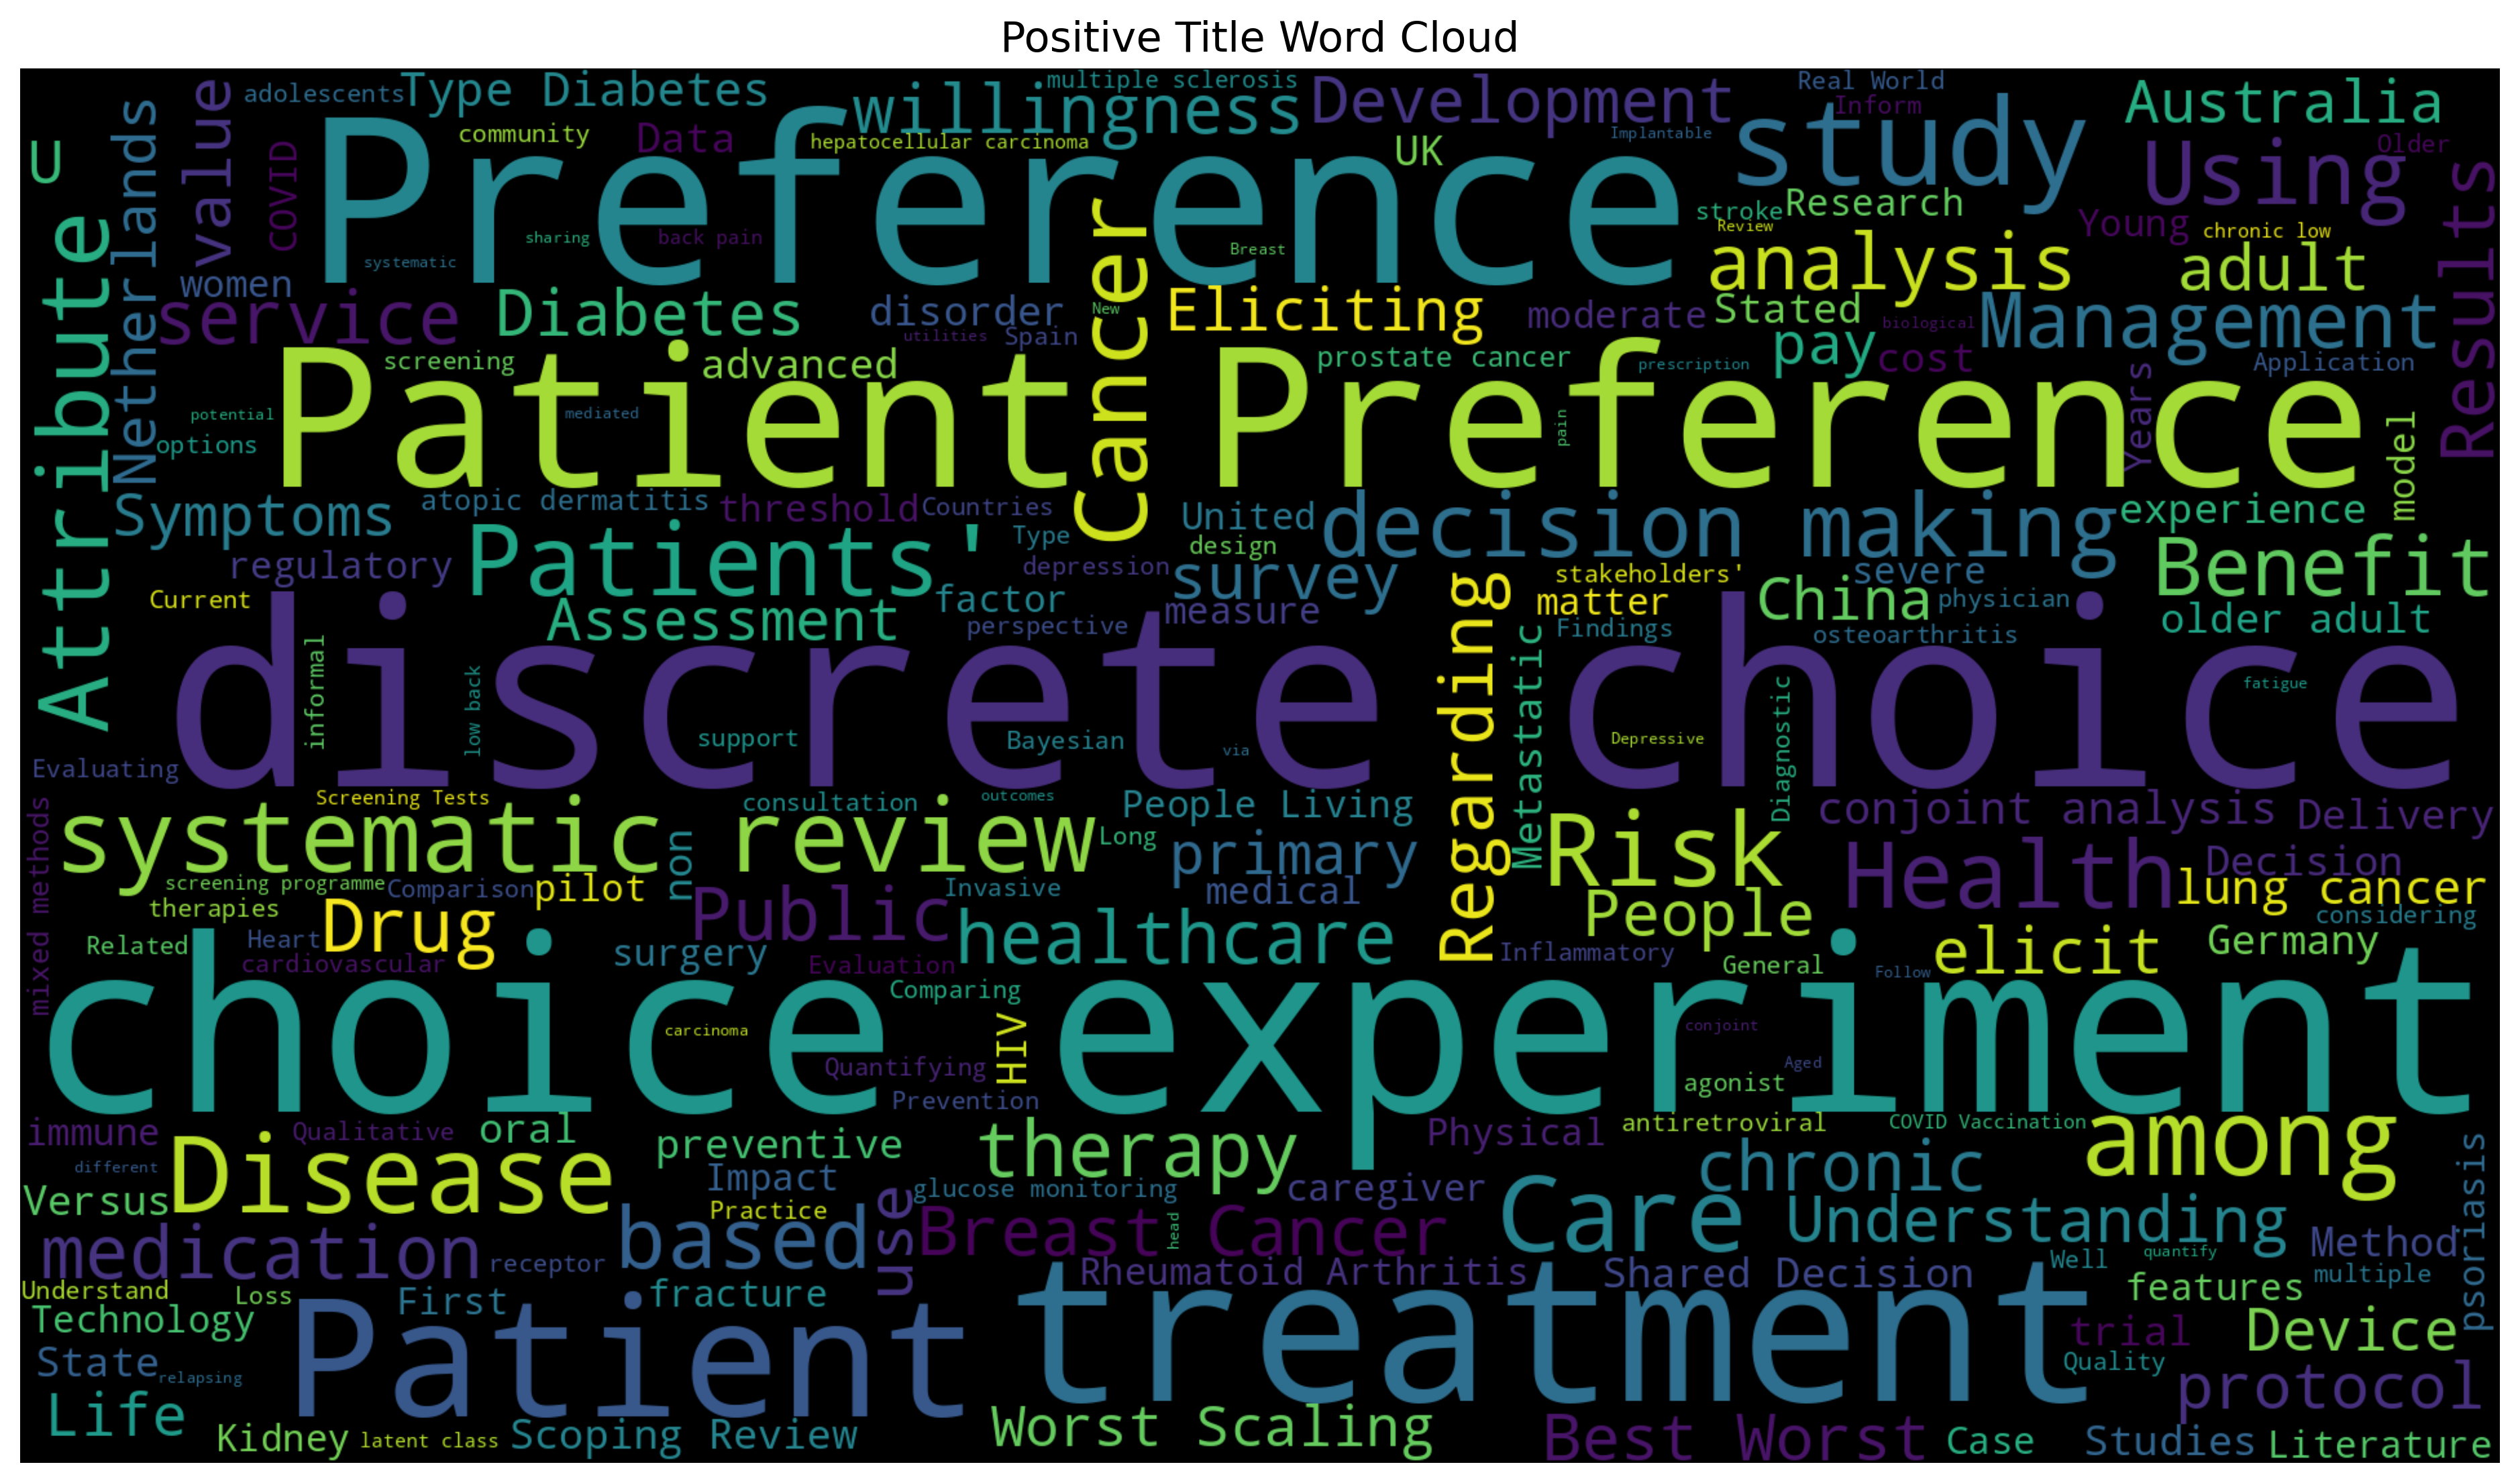 Positive Title Word Cloud
adolescents
Type Diabetes
willingness
multiple sclerosis
Development
Real World
Inform
Australia
U
Netherlands
value
COVID
community
Data
Preference
hepatocellular carcinoma
UK
Implantable
study
Using
Older
Results
Attribute
systematic
sharing
back pain
Breast
Cancer
stroke
Research
Review
Young
chronic low
analysis
adult
women
service
Diabetes
disorder
New
utilities
Spain
Eliciting
moderate
Stated
biological
Management
screening
advanced
prostate cancer
prescription
pay
cost
Application
Years
potential
options
Patient Preference
mediated
pain
model
Symptoms
atopic dermatitis
threshold
Countries
United
decision making
experience
regulatory
Patients'
Type
design
depression
survey
stakeholders'
severe
Benefit
Current
Assessment
factor
measure
Regarding
matter
China
physician
older adult
perspective
Findings
osteoarthritis
Metastatic
informal
low back
discrete choice
fatigue
support
Bayesian
via
Depressive
Diagnostic
Evaluating
Screening Tests
consultation
outcomes
People Living
conjoint analysis
Delivery
mixed methods
systematic review
Long
primary
Risk
Health
Decision
non
screening programme
Comparison
pilot
Invasive
medical
lung cancer
therapies
Drug
Public
healthcare
People
considering
Related
Heart
surgery
Inflammatory
elicit
Germany
cardiovascular
Evaluation
General
Follow
choice experiment
Comparing
carcinoma
HIV
conjoint
Quantifying
Aged
agonist
Prevention
immune
Qualitative
oral
preventive
therapy
Physical
antiretroviral
COVID Vaccination
among
different
Disease
Impact
glucose monitoring
caregiver
chronic
psoriasis
Versus
Practice
use
head
Care
Understanding
medication
receptor
based
Breast Cancer
Method
quantify
Well
Rheumatoid Arthritis
Shared Decision
multiple
Understand
Loss
First
fracture
features
Technology
Patient
treatment
trial
Device
State
relapsing
Quality
protocol
Life
Kidney
latent class
Scoping Review
Worst Scaling
Best Worst
Case
Studies
Literature